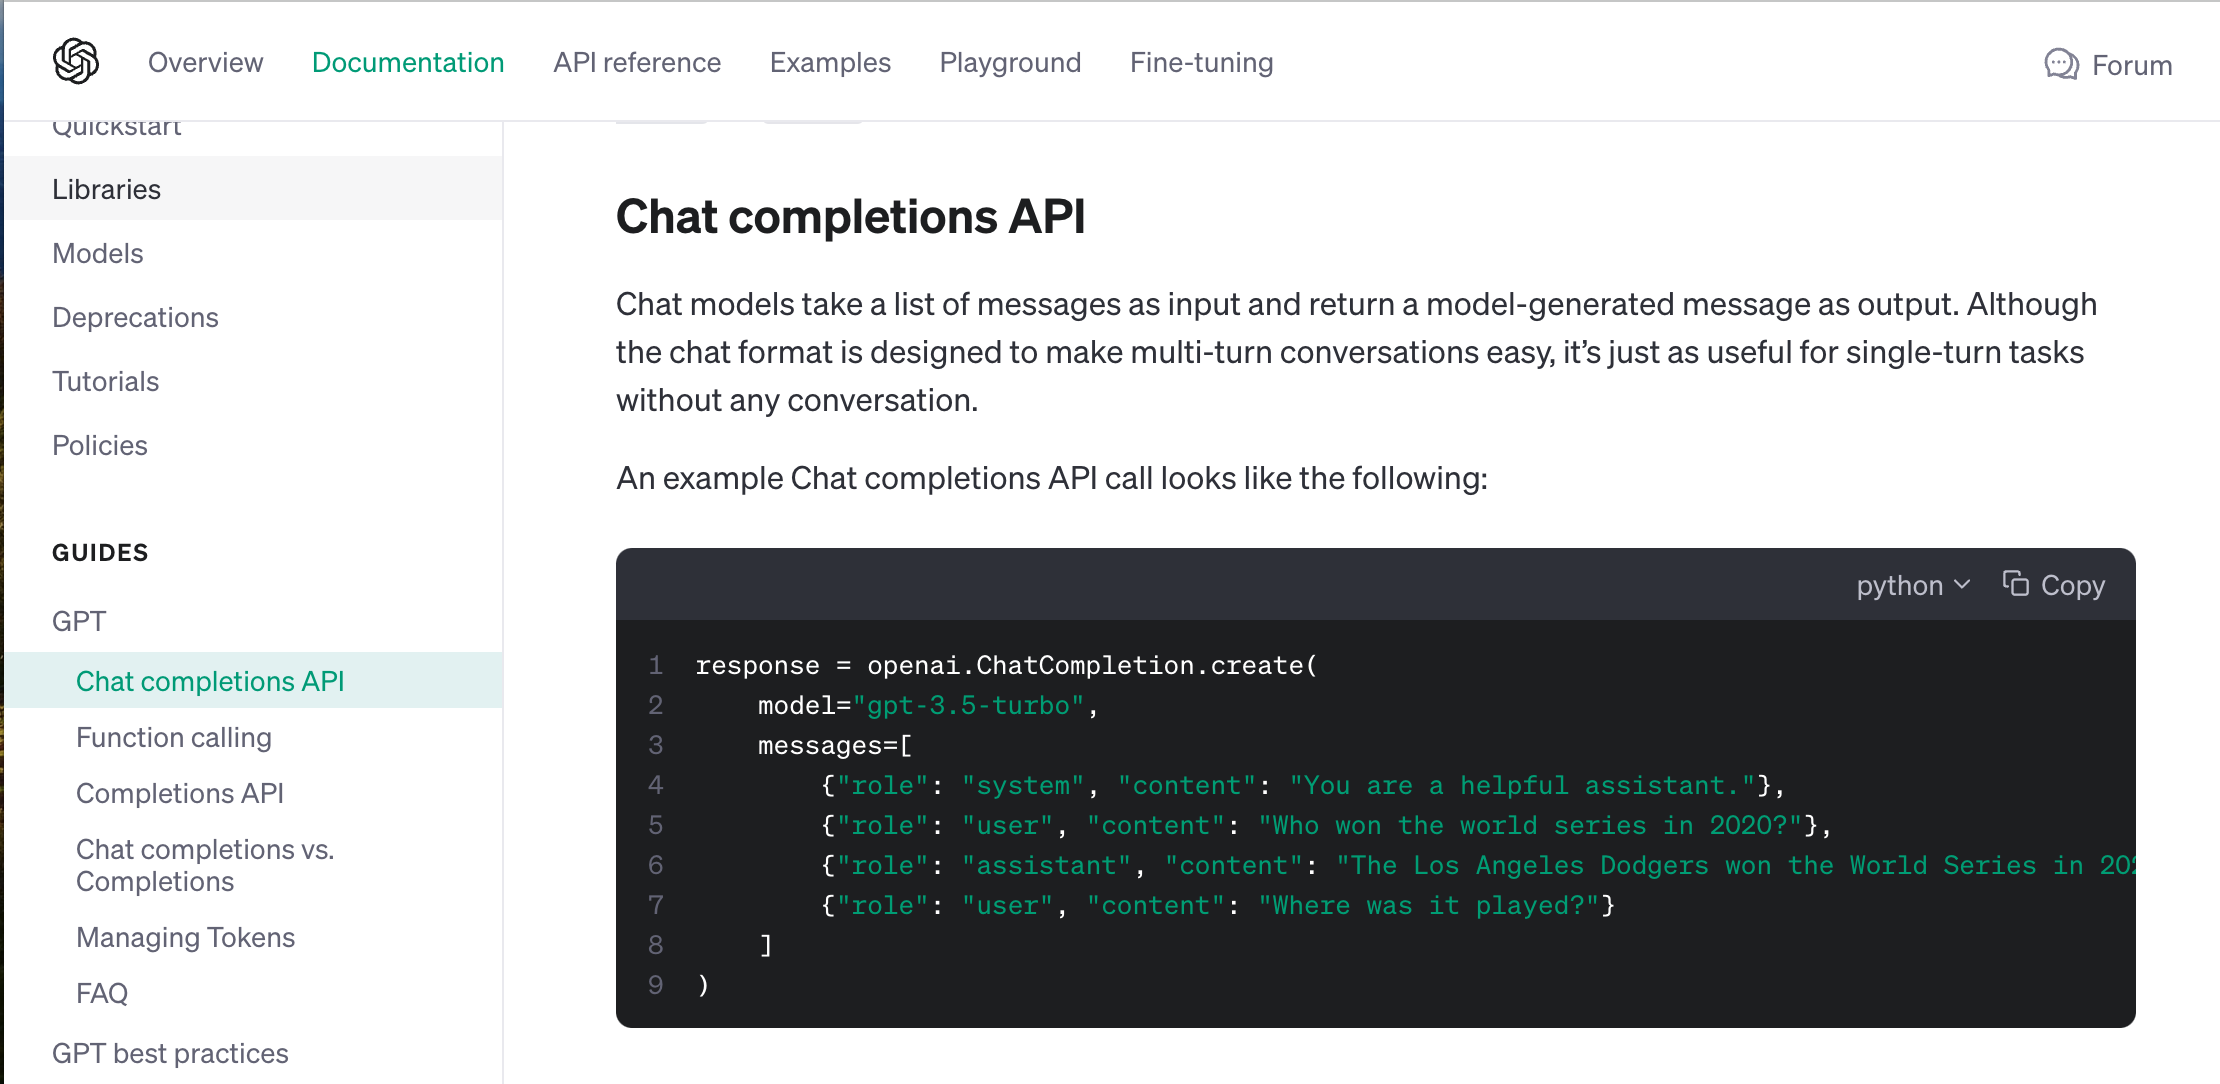 Overview Documentation API reference Examples Playground Fine-tuning Forum
Quickstart
Libraries
Models
Deprecations
Tutorials
Policies
GUIDES
GPT
Chat completions API
Function calling
Completions API
Chat completions vs.
Completions
Managing Tokens
FAQ
GPT best practices
Chat completions API
Chat models take a list of messages as input and return a model-generated message as output. Although
the chat format is designed to make multi-turn conversations easy, it’s just as useful for single-turn tasks
without any conversation.
An example Chat completions API call looks like the following:
python Copy
1 response = openai.ChatCompletion.create(
2     model="gpt-3.5-turbo",
3     messages=[
4         {"role": "system", "content": "You are a helpful assistant."},
5         {"role": "user", "content": "Who won the world series in 2020?"},
6         {"role": "assistant", "content": "The Los Angeles Dodgers won the World Series in
7         {"role": "user", "content": "Where was it played?"}
8     ]
9 )